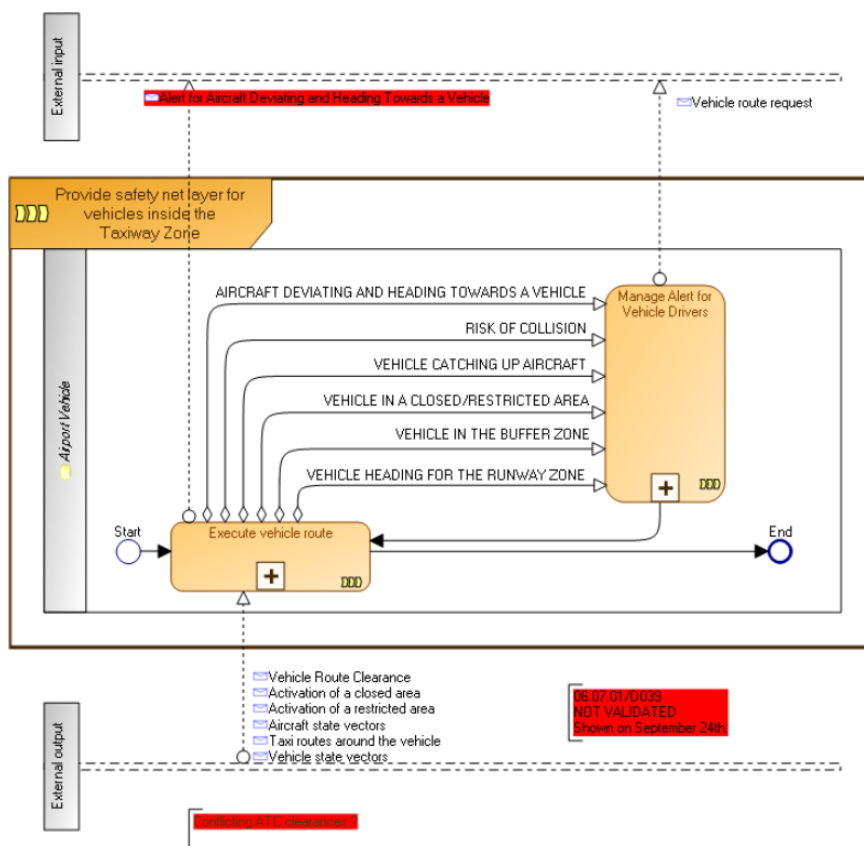 External input
Alert for Aircraft Deviating and Heading Towards a Vehicle
Vehicle route request
Provide safety net layer for
vehicles inside the
Taxiway Zone
Airport Vehicle
AIRCRAFT DEVIATING AND HEADING TOWARDS A VEHICLE
Manage Alert for
Vehicle Drivers
RISK OF COLLISION
VEHICLE CATCHING UP AIRCRAFT
VEHICLE IN A CLOSED/RESTRICTED AREA
VEHICLE IN THE BUFFER ZONE
VEHICLE HEADING FOR THE RUNWAY ZONE
Start
Execute vehicle route
End
Vehicle Route Clearance
Activation of a closed area
Activation of a restricted area
Aircraft state vectors
Taxi routes around the vehicle
Vehicle state vectors
06.07.01/D039
NOT VALIDATED
Shown on September 24th.
External output
Conflicting ATC clearances ?